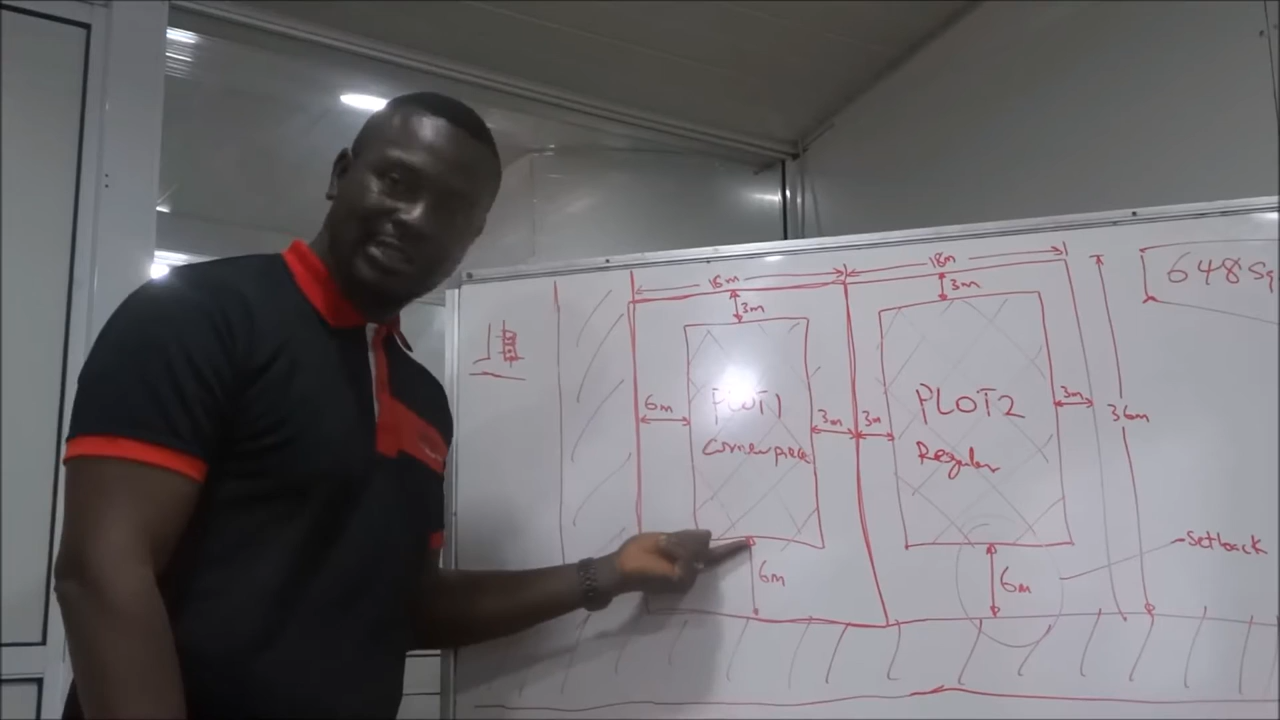 18m
18m
3m
3m
648 Sq
6m
PLOT 1
Corner piece
3m
3m
PLOT 2
Regular
3m
36m
6m
6m
Setback